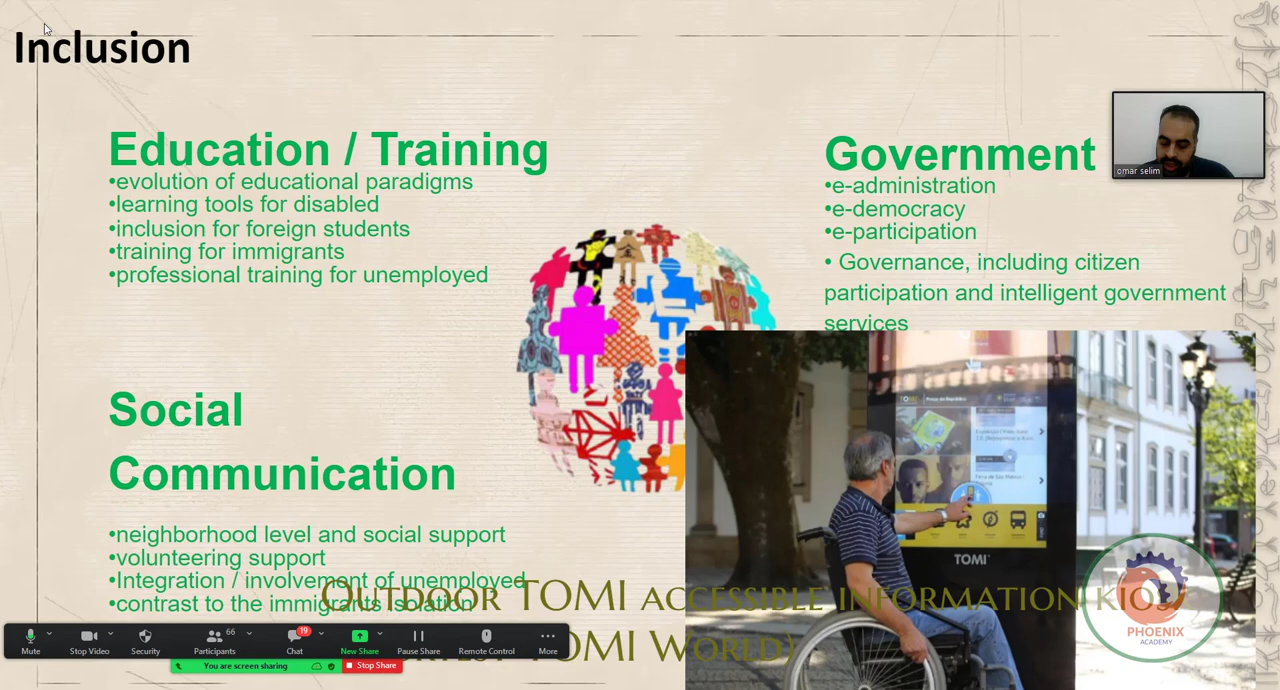 Inclusion
Education / Training
•evolution of educational paradigms
•learning tools for disabled
•inclusion for foreign students
•training for immigrants
•professional training for unemployed
Government
•e-administration
•e-democracy
•e-participation
• Governance, including citizen
participation and intelligent government
services
omar selim
Social
Communication
•neighborhood level and social support
•volunteering support
•Integration / involvement of unemployed
•contrast to the immigrants isolation
TOMI
Outdoor TOMI accessible information
TOMI World)
PHOENIX
ACADEMY
Mute
Stop Video
Security
Participants
66
Chat
19
New Share
Pause Share
Remote Control
More
You are screen sharing
Stop Share